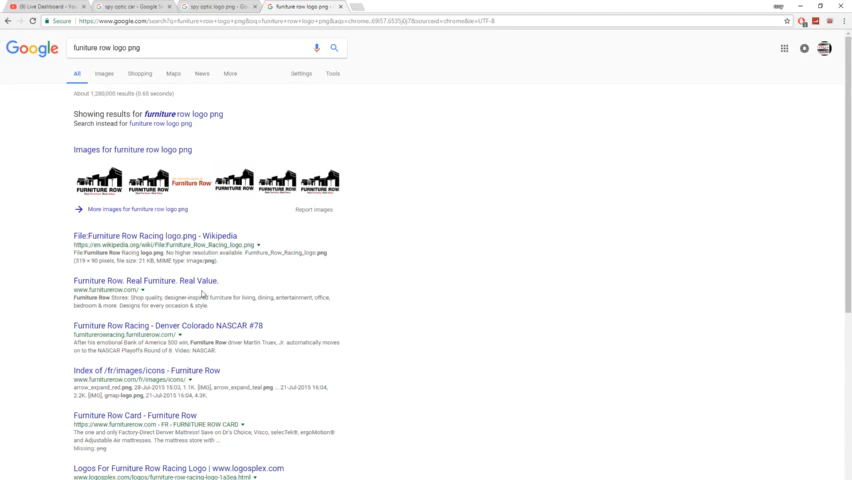 Live Dashboard - Yo
spy optic car - Google S
spy optic logo png - G
funiture row logo png -
Secure
https://www.google.com/search?q=funiture+row+logo+png&oq=funiture+row+logo+png&aqs=chrome..69i57.6535j0j7&sourceid=chrome&ie=UTF-8
Google
funiture row logo png
All
Images
Shopping
Maps
News
More
Settings
Tools
About 1,280,000 results (0.65 seconds)
Showing results for furniture row logo png
Search instead for funiture row logo png
Images for furniture row logo png
FURNITURE ROW FURNITURE ROW Furniture Row FURNITURE ROW FURNITURE ROW FURNITURE ROW
More images for furniture row logo png
Report images
File:Furniture Row Racing logo.png - Wikipedia
https://en.wikipedia.org/wiki/File:Furniture_Row_Racing_logo.png
File:Furniture Row Racing logo.png. No higher resolution available. Furniture_Row_Racing_logo.png
(319 × 90 pixels, file size: 21 KB, MIME type: image/png).
Furniture Row. Real Furniture. Real Value.
www.furniturerow.com/
Furniture Row Stores: Shop quality, designer-inspired furniture for living, dining, entertainment, office,
bedroom & more. Designs for every occasion & style.
Furniture Row Racing - Denver Colorado NASCAR #78
furniturerowracing.furniturerow.com/
After his emotional Bank of America 500 win, Furniture Row driver Martin Truex, Jr. automatically moves
on to the NASCAR Playoffs Round of 8. Video: NASCAR.
Index of /fr/images/icons - Furniture Row
www.furniturerow.com/fr/images/icons/
arrow_expand_red.png, 28-Jul-2015 15:03, 1.1K. [IMG], arrow_expand_teal.png ... 21-Jul-2015 16:04,
2.2K. [IMG], gmap-logo.png, 21-Jul-2015 16:04, 4.3K.
Furniture Row Card - Furniture Row
https://www.furniturerow.com › FR › FURNITURE ROW CARD
The one and only Factory-Direct Denver Mattress! Save on Dr's Choice, Visco, selecTek®, ergoMotion®
and Adjustable Air mattresses. The mattress store with ...
Missing: png
Logos For Furniture Row Racing Logo | www.logosplex.com
www.logosplex.com/logos/furniture-row-racing-logo-1a3ea.html